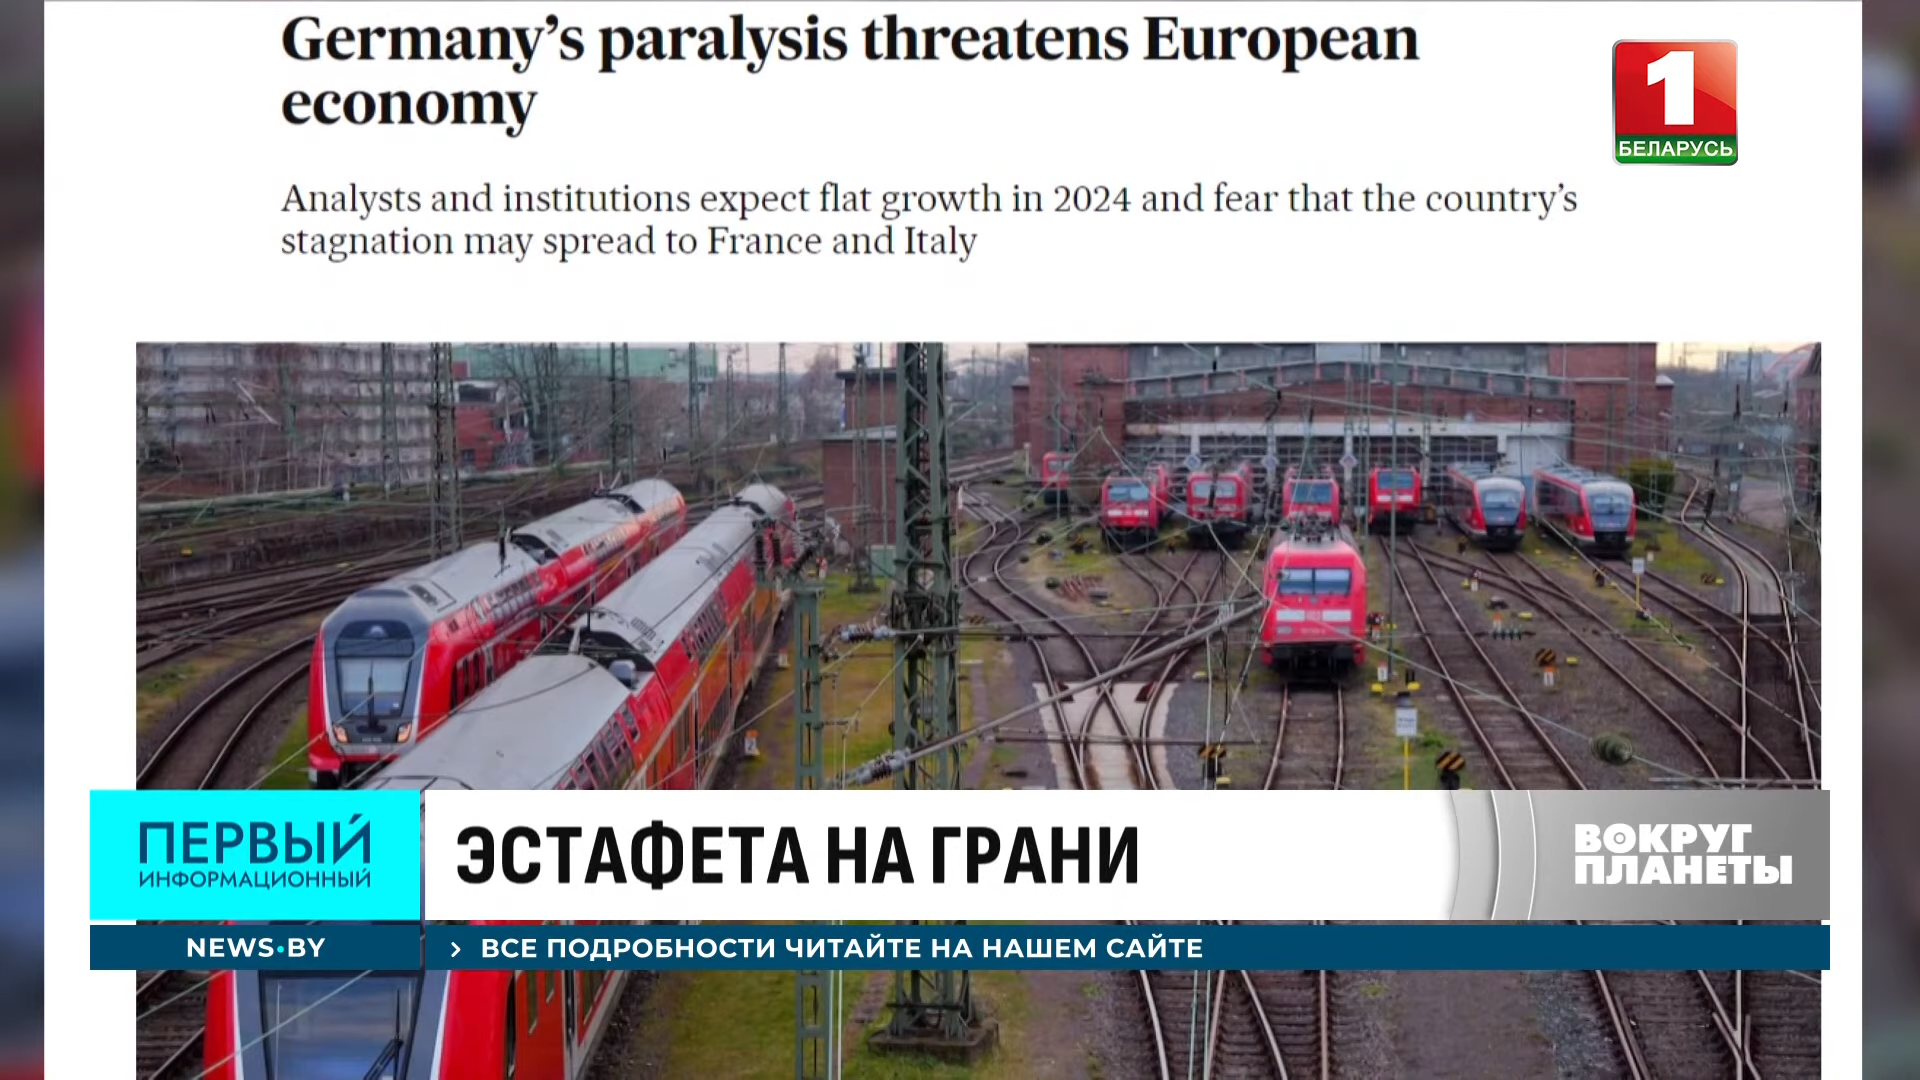 Germany’s paralysis threatens European
economy
1
БЕЛАРУСЬ
Analysts and institutions expect flat growth in 2024 and fear that the country’s
stagnation may spread to France and Italy
ПЕРВЫЙ
ИНФОРМАЦИОННЫЙ
ЭСТАФЕТА НА ГРАНИ
ВОКРУГ
ПЛАНЕТЫ
NEWS•BY
› ВСЕ ПОДРОБНОСТИ ЧИТАЙТЕ НА НАШЕМ САЙТЕ